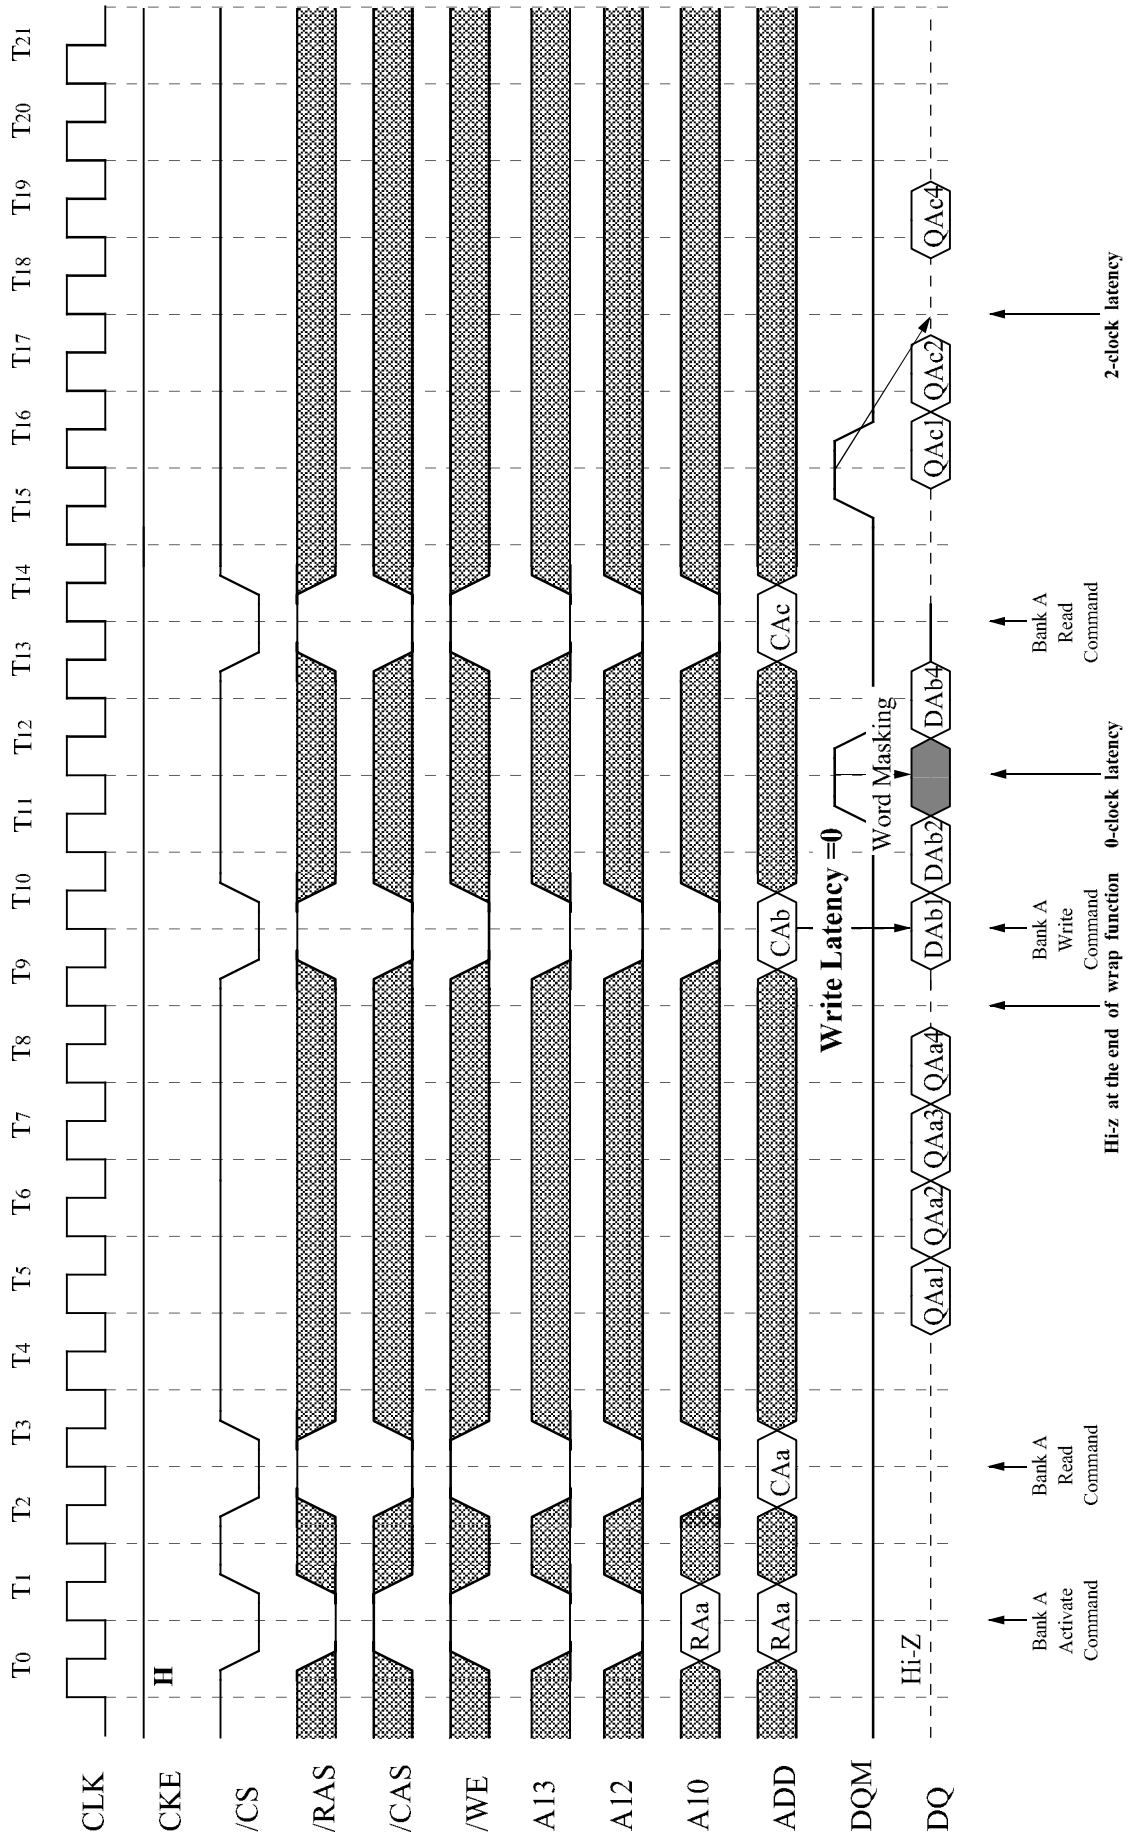 T0 T1 T2 T3 T4 T5 T6 T7 T8 T9 T10 T11 T12 T13 T14 T15 T16 T17 T18 T19 T20 T21
CLK
CKE
H
/CS
/RAS
/CAS
/WE
A13
A12
A10
RAa
ADD
RAa CAa CAb CAc
Write Latency =0
DQM
Word Masking
Hi-Z
DQ
QAa1 QAa2 QAa3 QAa4 DAb1 DAb2 DAb4 QAc1 QAc2 QAc4
Bank A
Activate
Command
Bank A
Read
Command
Bank A
Write
Command
Bank A
Read
Command
Hi-z at the end of wrap function
0-clock latency
2-clock latency